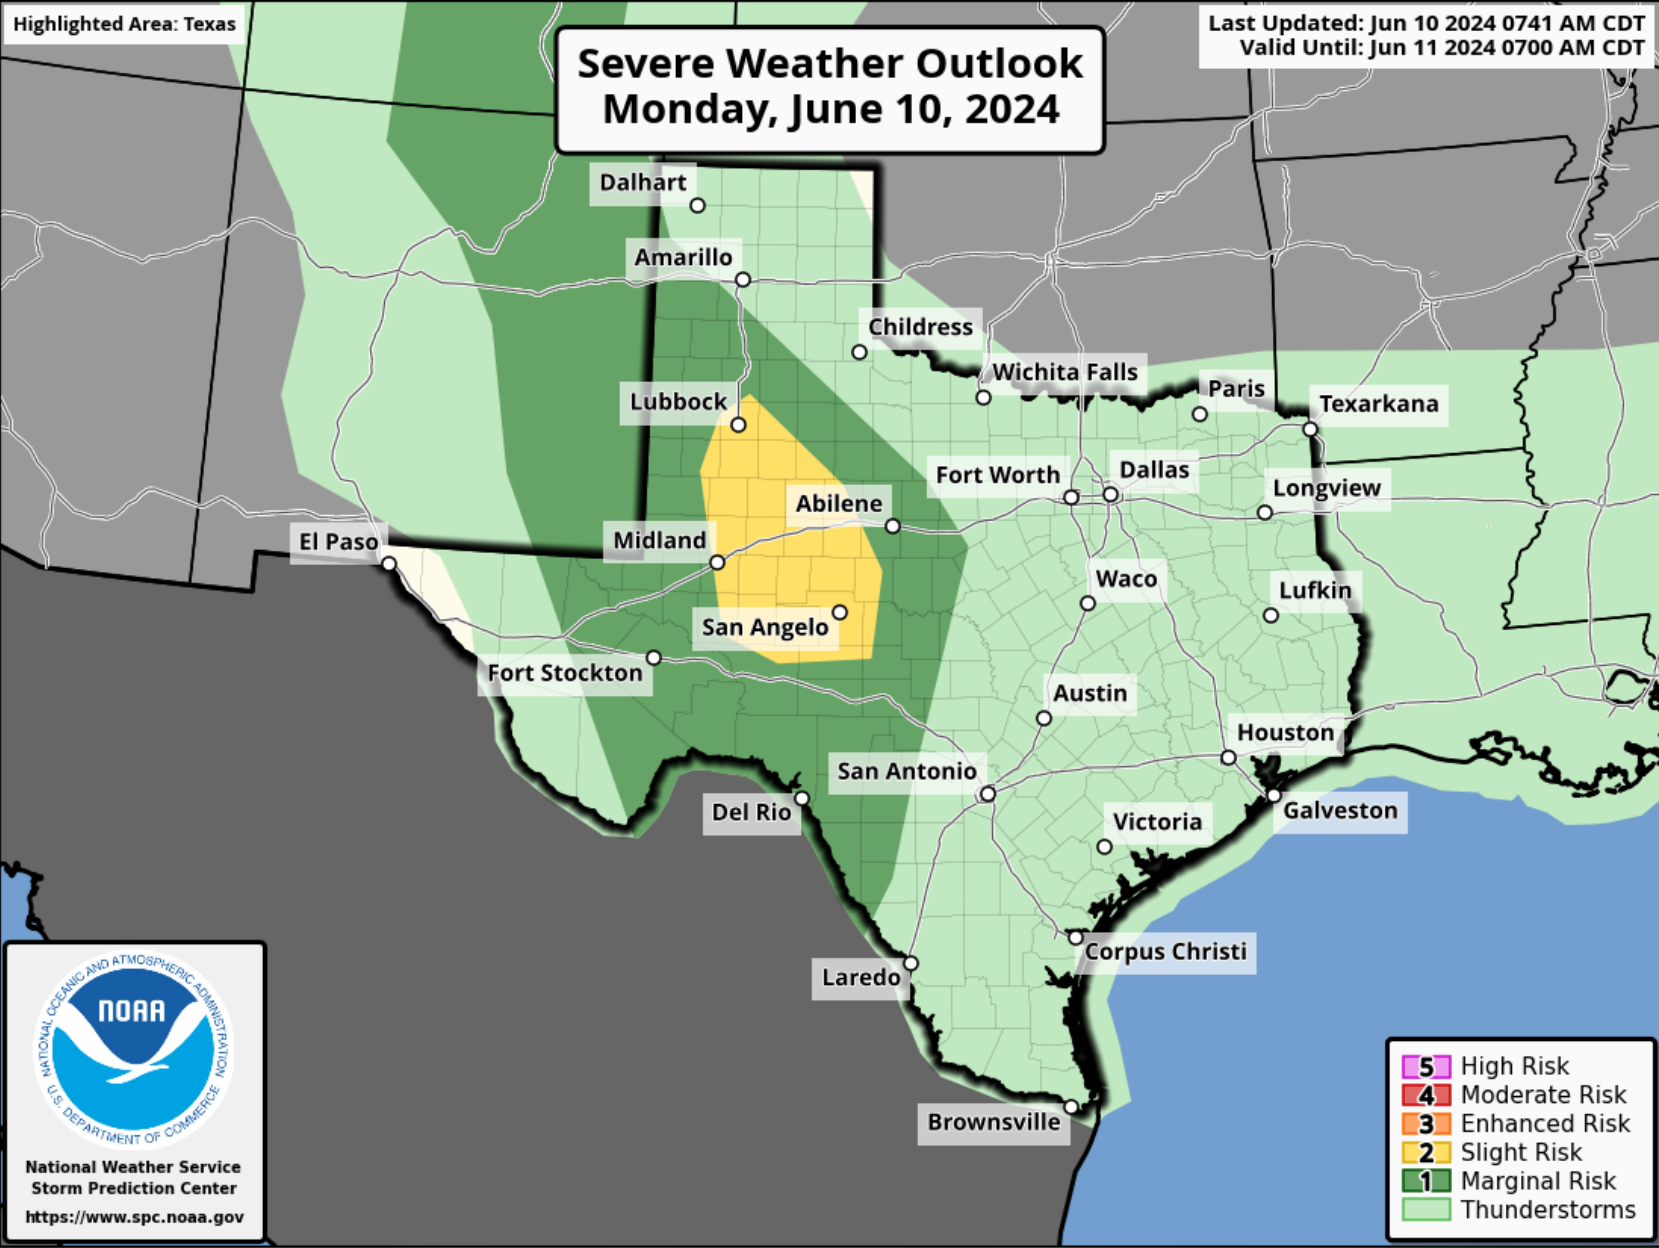 Highlighted Area: Texas
Severe Weather Outlook
Monday, June 10, 2024
Last Updated: Jun 10 2024 0741 AM CDT
Valid Until: Jun 11 2024 0700 AM CDT
Dalhart
Amarillo
Childress
Wichita Falls
Paris
Lubbock
Texarkana
Fort Worth
Dallas
Longview
Abilene
El Paso
Midland
Waco
Lufkin
San Angelo
Fort Stockton
Austin
Houston
San Antonio
Del Rio
Galveston
Victoria
Corpus Christi
Laredo
Brownsville
NATIONAL OCEANIC AND ATMOSPHERIC ADMINISTRATION
NOAA
U.S. DEPARTMENT OF COMMERCE
National Weather Service
Storm Prediction Center
https://www.spc.noaa.gov
5 High Risk
4 Moderate Risk
3 Enhanced Risk
2 Slight Risk
1 Marginal Risk
Thunderstorms